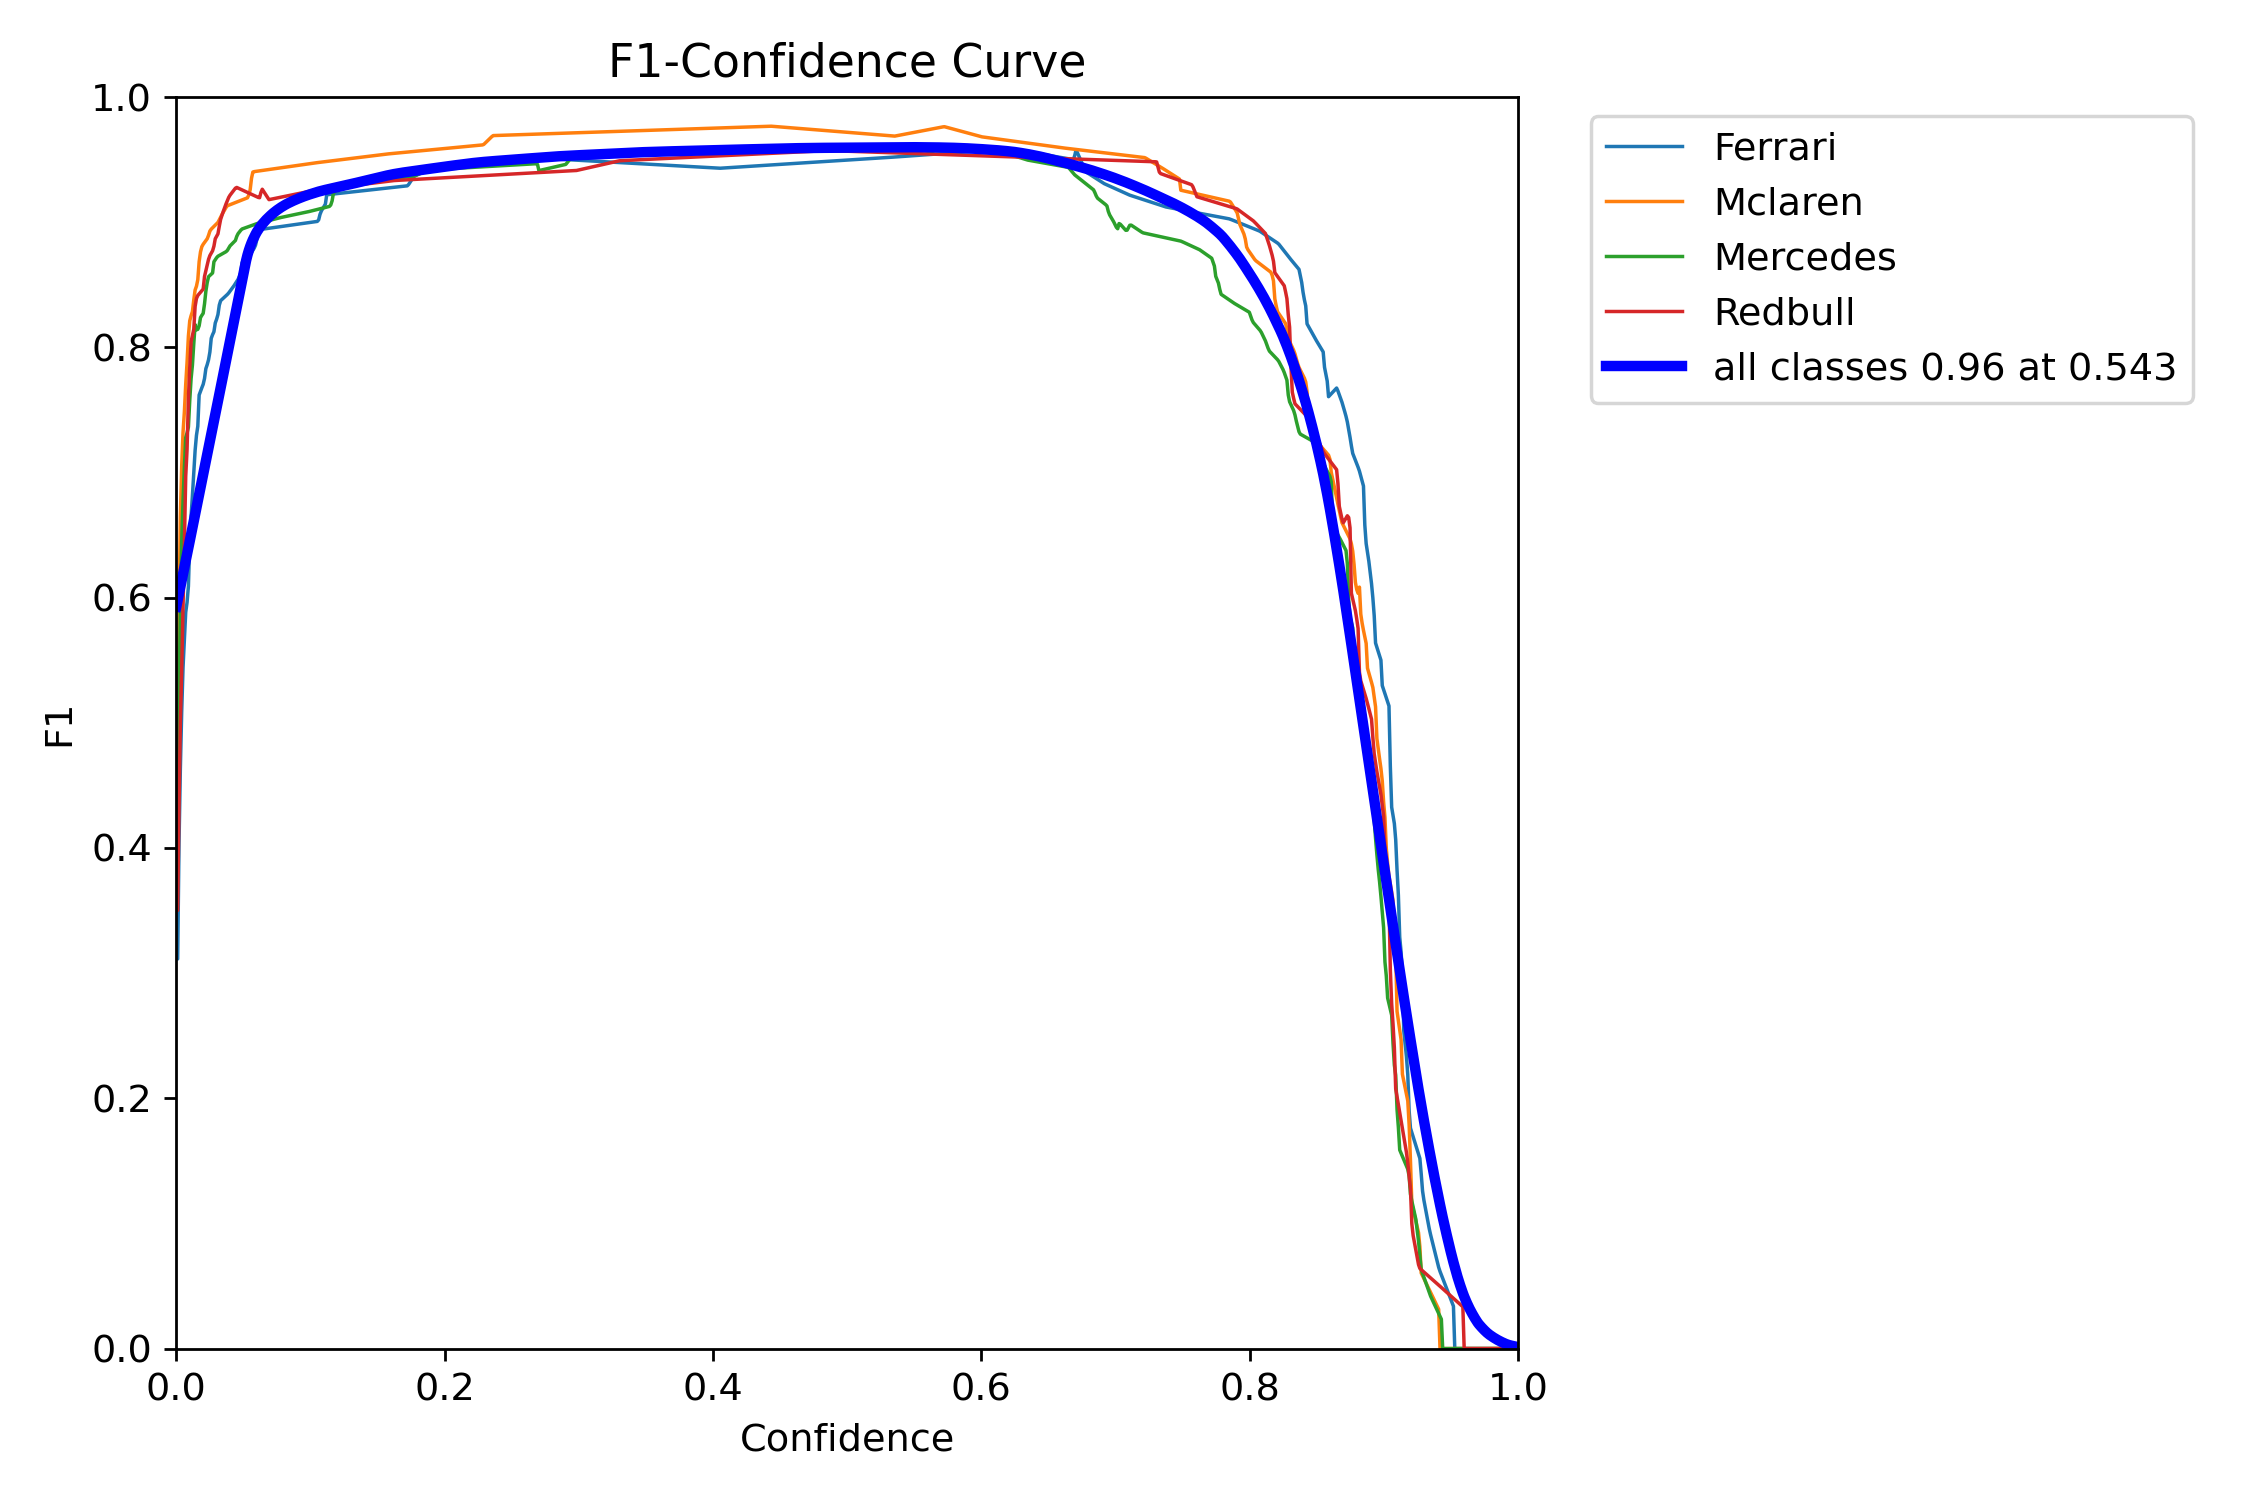 F1-Confidence Curve
1.0
0.8
0.6
0.4
0.2
0.0
F1
0.0 0.2 0.4 0.6 0.8 1.0
Confidence
Ferrari
Mclaren
Mercedes
Redbull
all classes 0.96 at 0.543